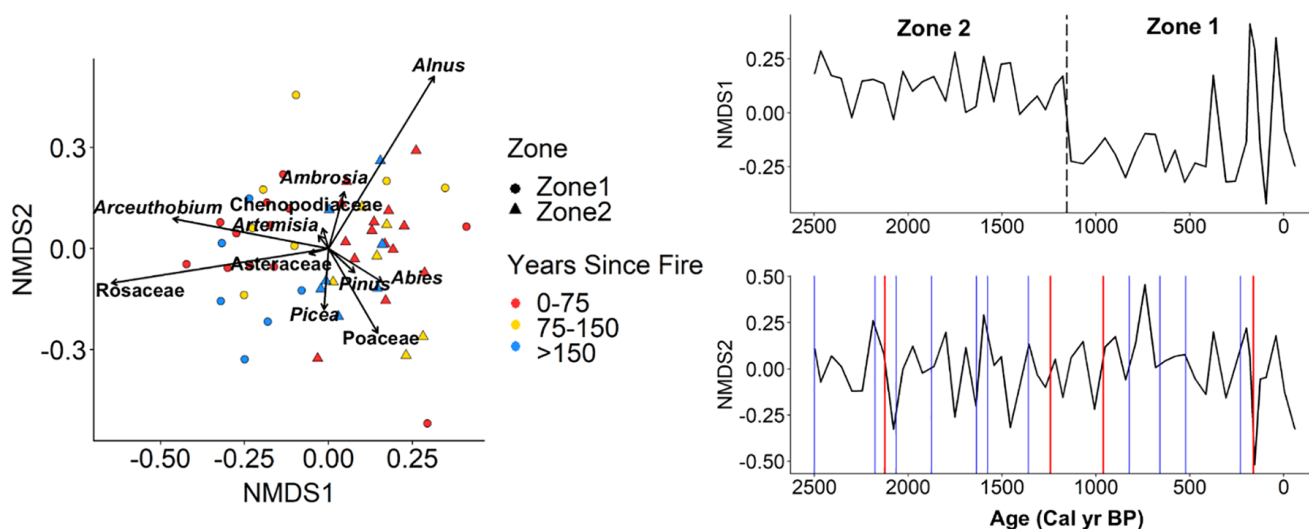 Alnus
0.3
Ambrosia
Chenopodiaceae
Arceuthobium
Artemisia
0.0
Asteraceae
Rosaceae
Pinus
Abies
Picea
Poaceae
-0.3
NMDS2
-0.50
-0.25
0.00
0.25
NMDS1
Zone
Zone1
Zone2
Years Since Fire
0-75
75-150
>150
Zone 2
Zone 1
0.25
0.00
-0.25
NMDS1
2500
2000
1500
1000
500
0
0.50
0.25
0.00
-0.25
-0.50
NMDS2
2500
2000
1500
1000
500
0
Age (Cal yr BP)